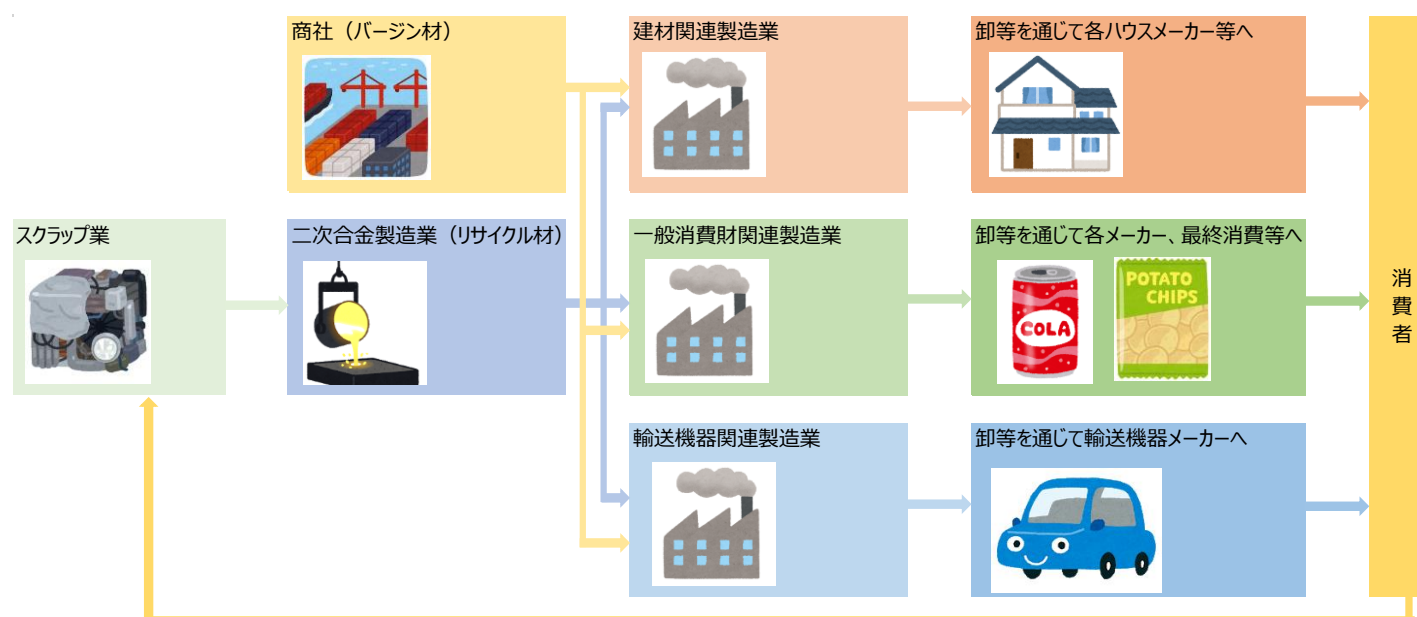 商社（バージン材）
建材関連製造業
卸等を通じて各ハウスメーカー等へ
スクラップ業
二次合金製造業（リサイクル材）
一般消費財関連製造業
卸等を通じて各メーカー、最終消費等へ
COLA
POTATO
CHIPS
消費者
輸送機器関連製造業
卸等を通じて輸送機器メーカーへ